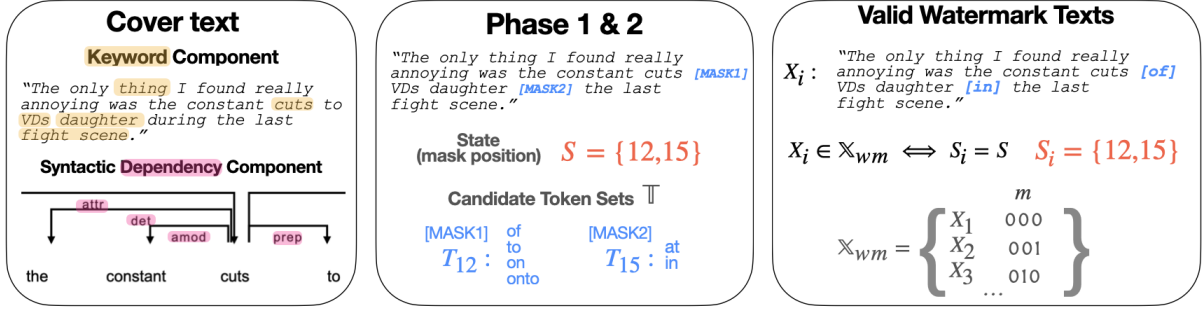 Cover text
Keyword Component
"The only thing I found really
annoying was the constant cuts to
VDs daughter during the last
fight scene."
Syntactic Dependency Component
attr
det
amod
prep
the constant cuts to
Phase 1 & 2
"The only thing I found really
annoying was the constant cuts [MASK1]
VDs daughter [MASK2] the last
fight scene."
State
(mask position) S = {12,15}
Candidate Token Sets 𝕋
[MASK1]
T₁₂ :
of
to
on
onto
[MASK2]
T₁₅ :
at
in
Valid Watermark Texts
Xᵢ :
"The only thing I found really
annoying was the constant cuts [of]
VDs daughter [in] the last
fight scene."
Xᵢ ∈ 𝕏wm ⟺ Sᵢ = S Sᵢ = {12,15}
m
𝕏wm = {
X₁ 000
X₂ 001
X₃ 010
...
}